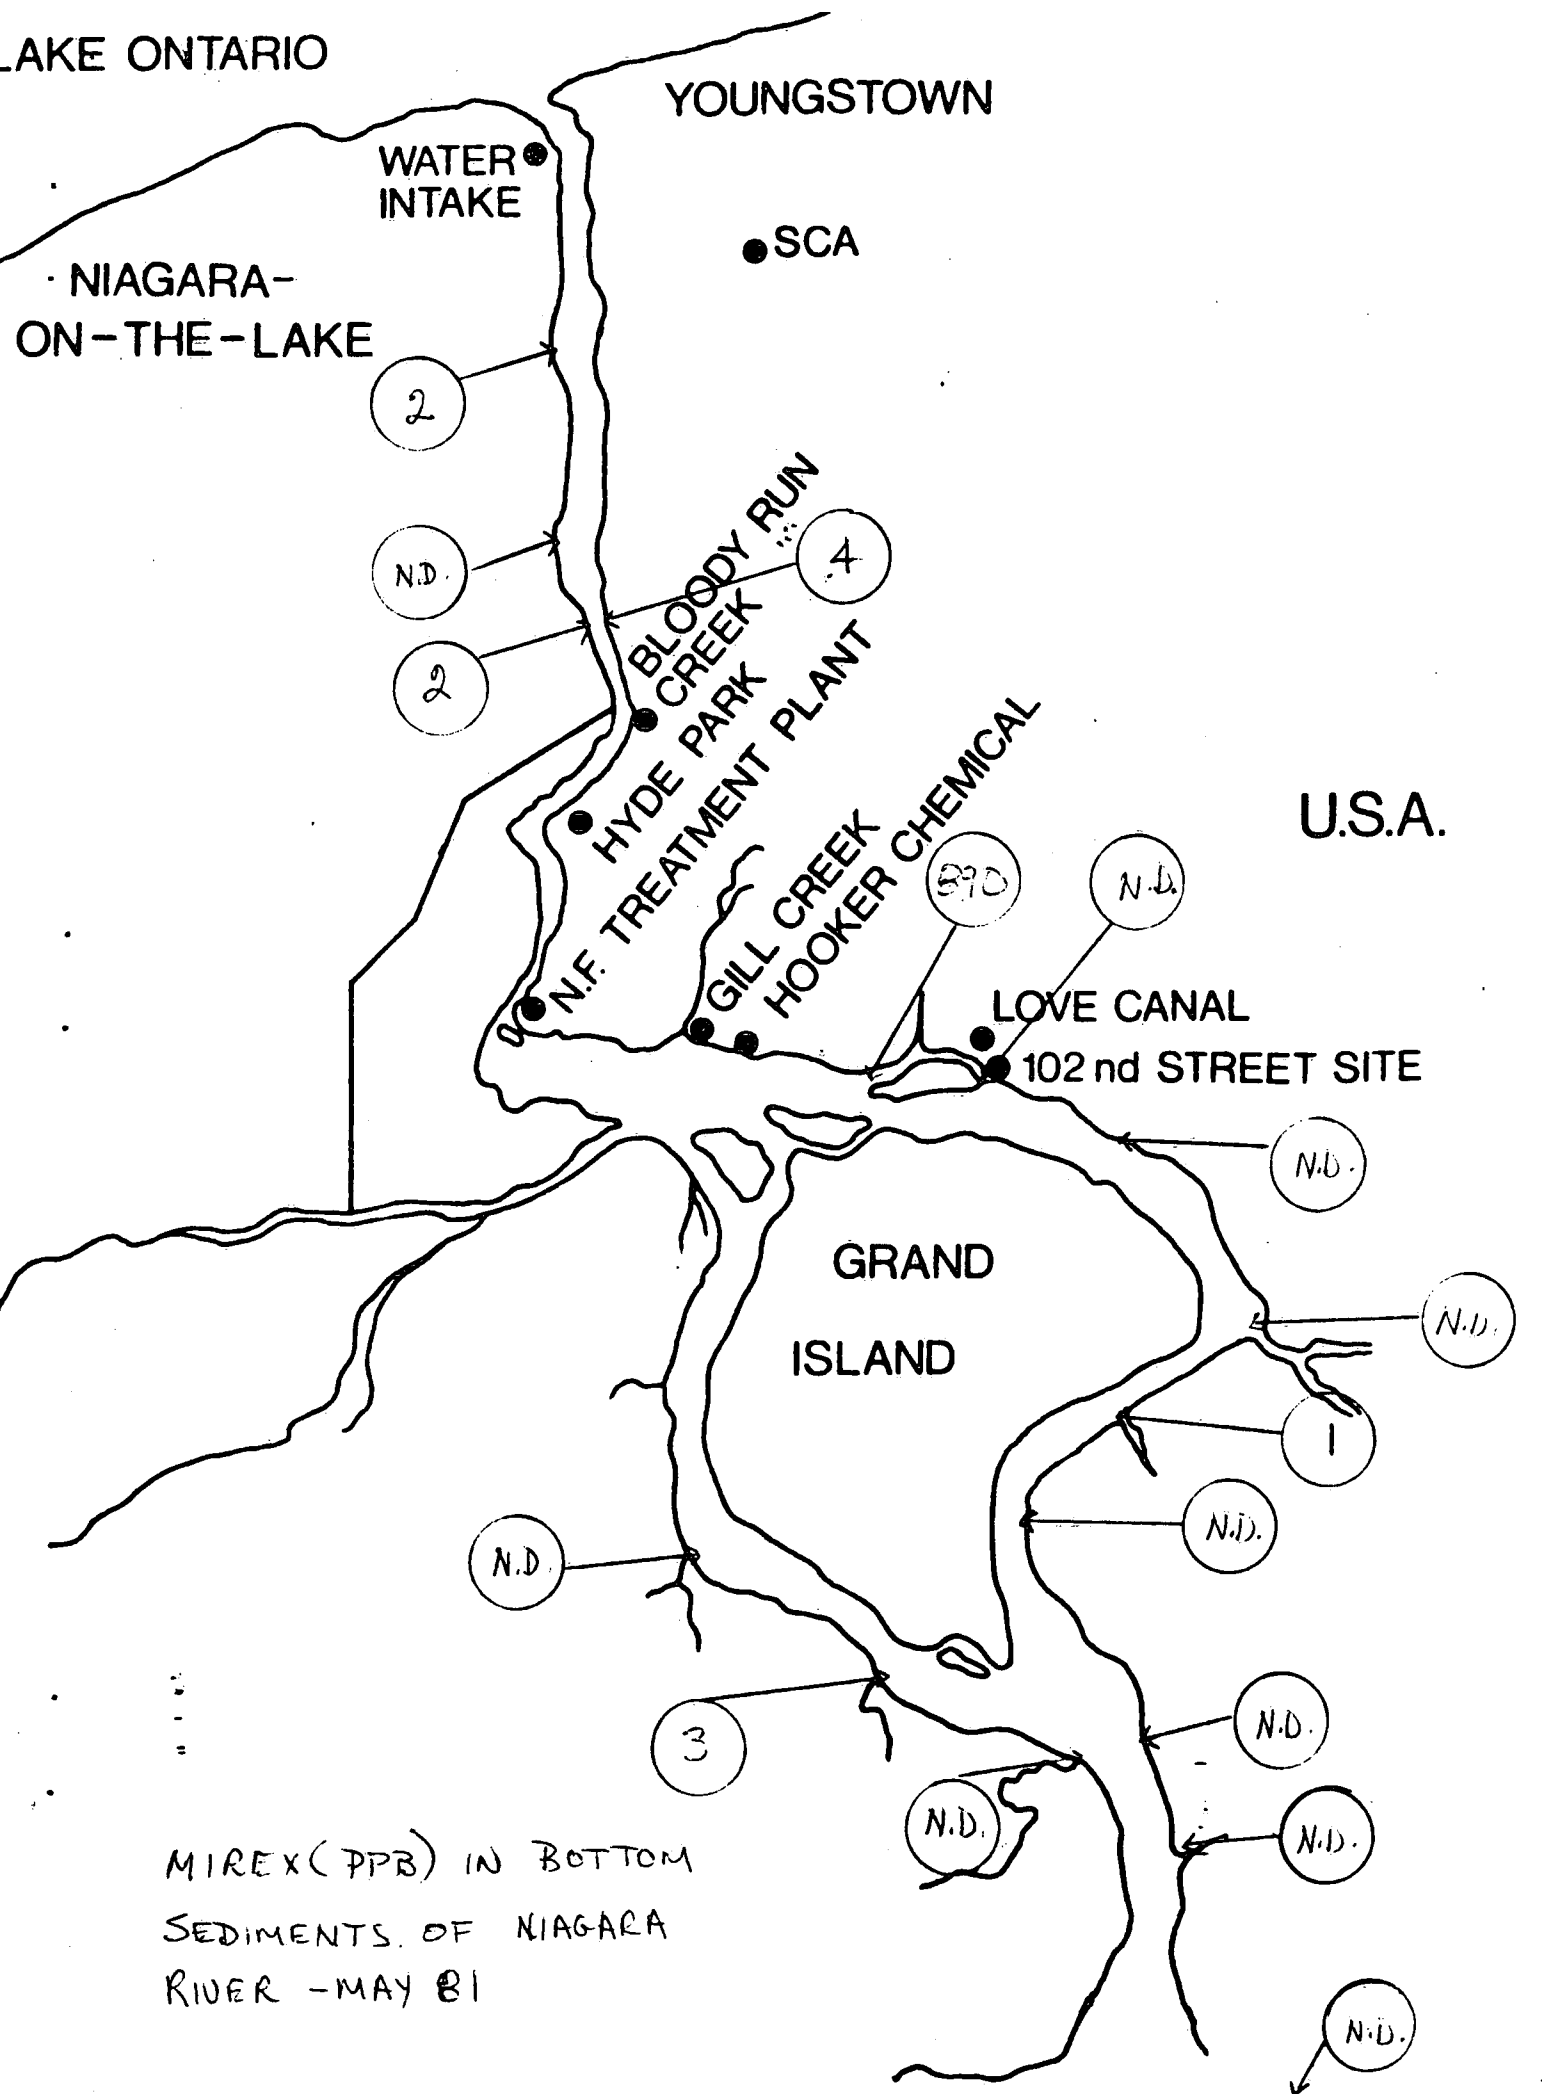 LAKE ONTARIO
YOUNGSTOWN
WATER
INTAKE
SCA
NIAGARA-
ON-THE-LAKE
2
N.D.
4
2
BLOODY RUN
CREEK
HYDE PARK
N.F. TREATMENT PLANT
GILL CREEK
HOOKER CHEMICAL
U.S.A.
890
N.D.
LOVE CANAL
102nd STREET SITE
N.D.
GRAND
ISLAND
N.D.
1
N.D.
N.D
3
N.D.
N.D.
N.D.
MIREX (PPB) IN BOTTOM
SEDIMENTS. OF NIAGARA
RIVER - MAY 81
N.D.